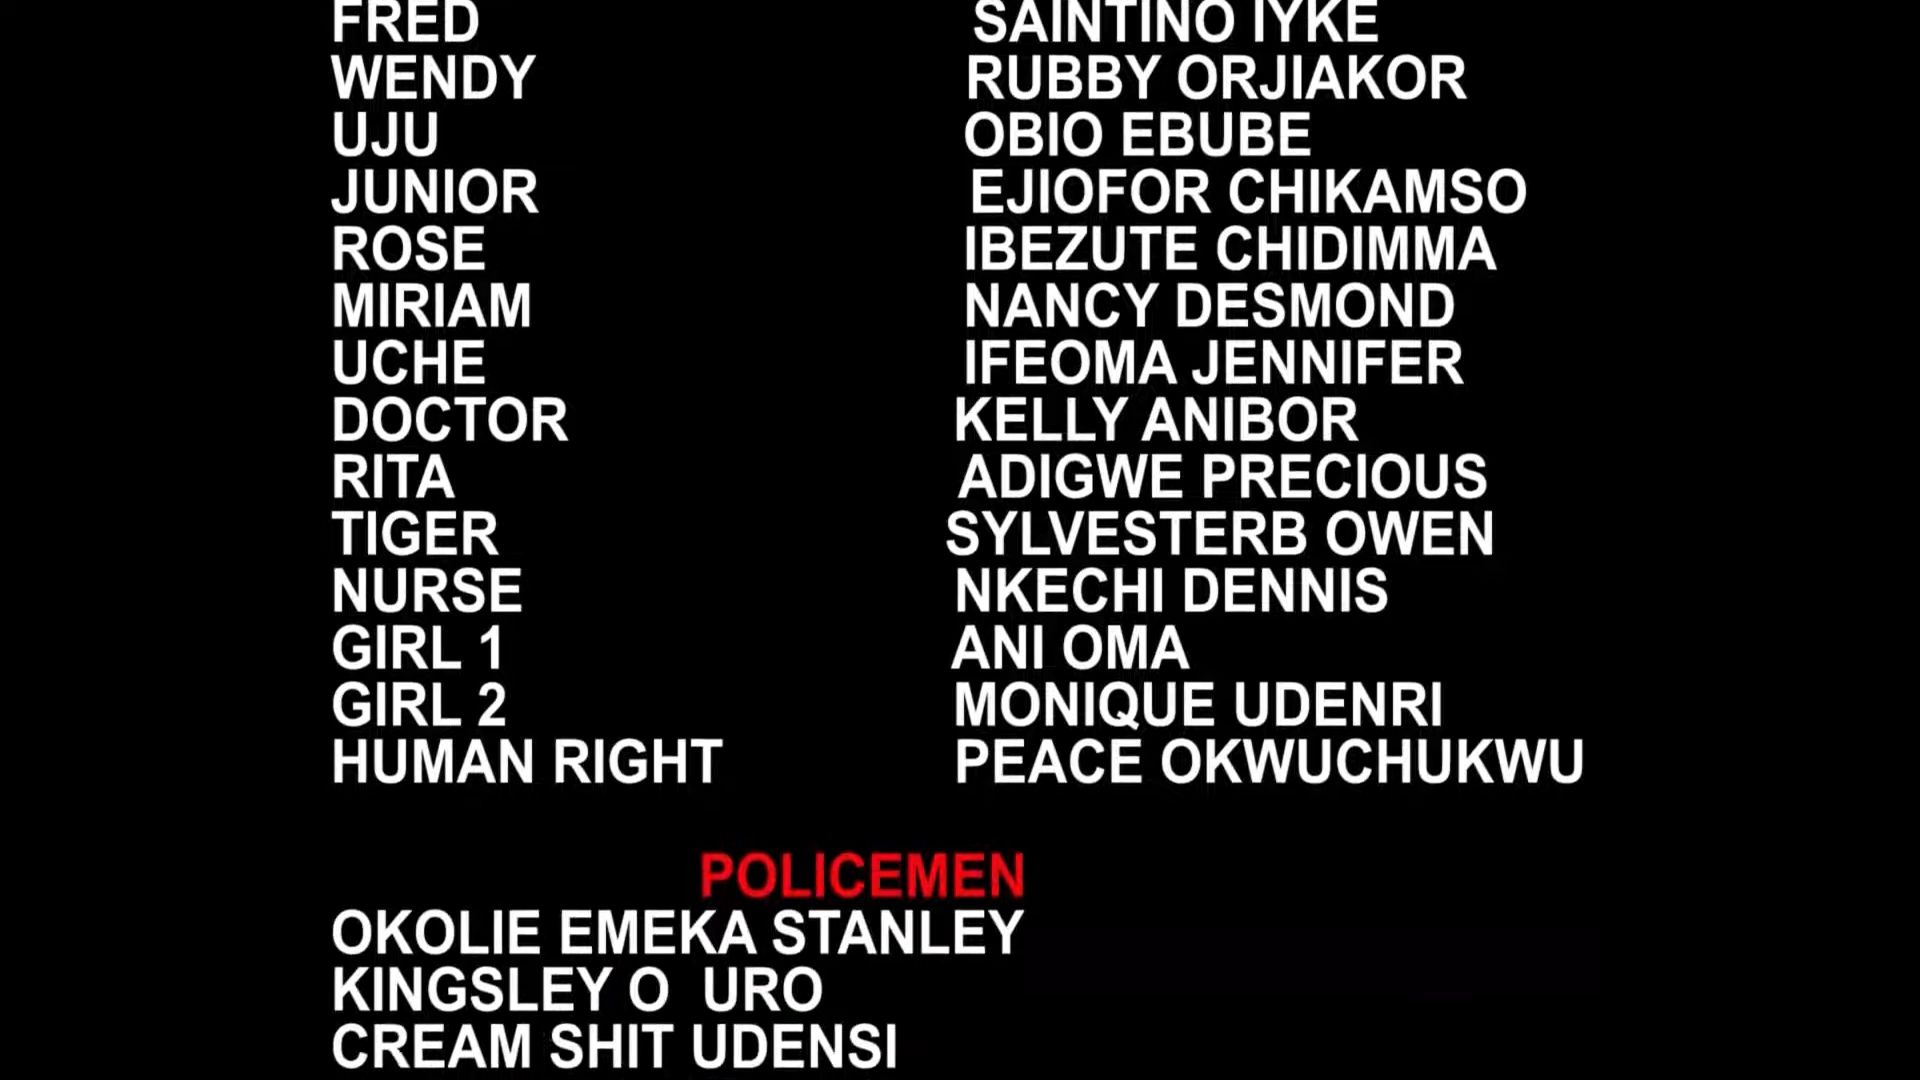 FRED SAINTINO IYKE
WENDY RUBBY ORJIAKOR
UJU OBIO EBUBE
JUNIOR EJIOFOR CHIKAMSO
ROSE IBEZUTE CHIDIMMA
MIRIAM NANCY DESMOND
UCHE IFEOMA JENNIFER
DOCTOR KELLY ANIBOR
RITA ADIGWE PRECIOUS
TIGER SYLVESTERB OWEN
NURSE NKECHI DENNIS
GIRL 1 ANI OMA
GIRL 2 MONIQUE UDENRI
HUMAN RIGHT PEACE OKWUCHUKWU
POLICEMEN
OKOLIE EMEKA STANLEY
KINGSLEY O URO
CREAM SHIT UDENSI